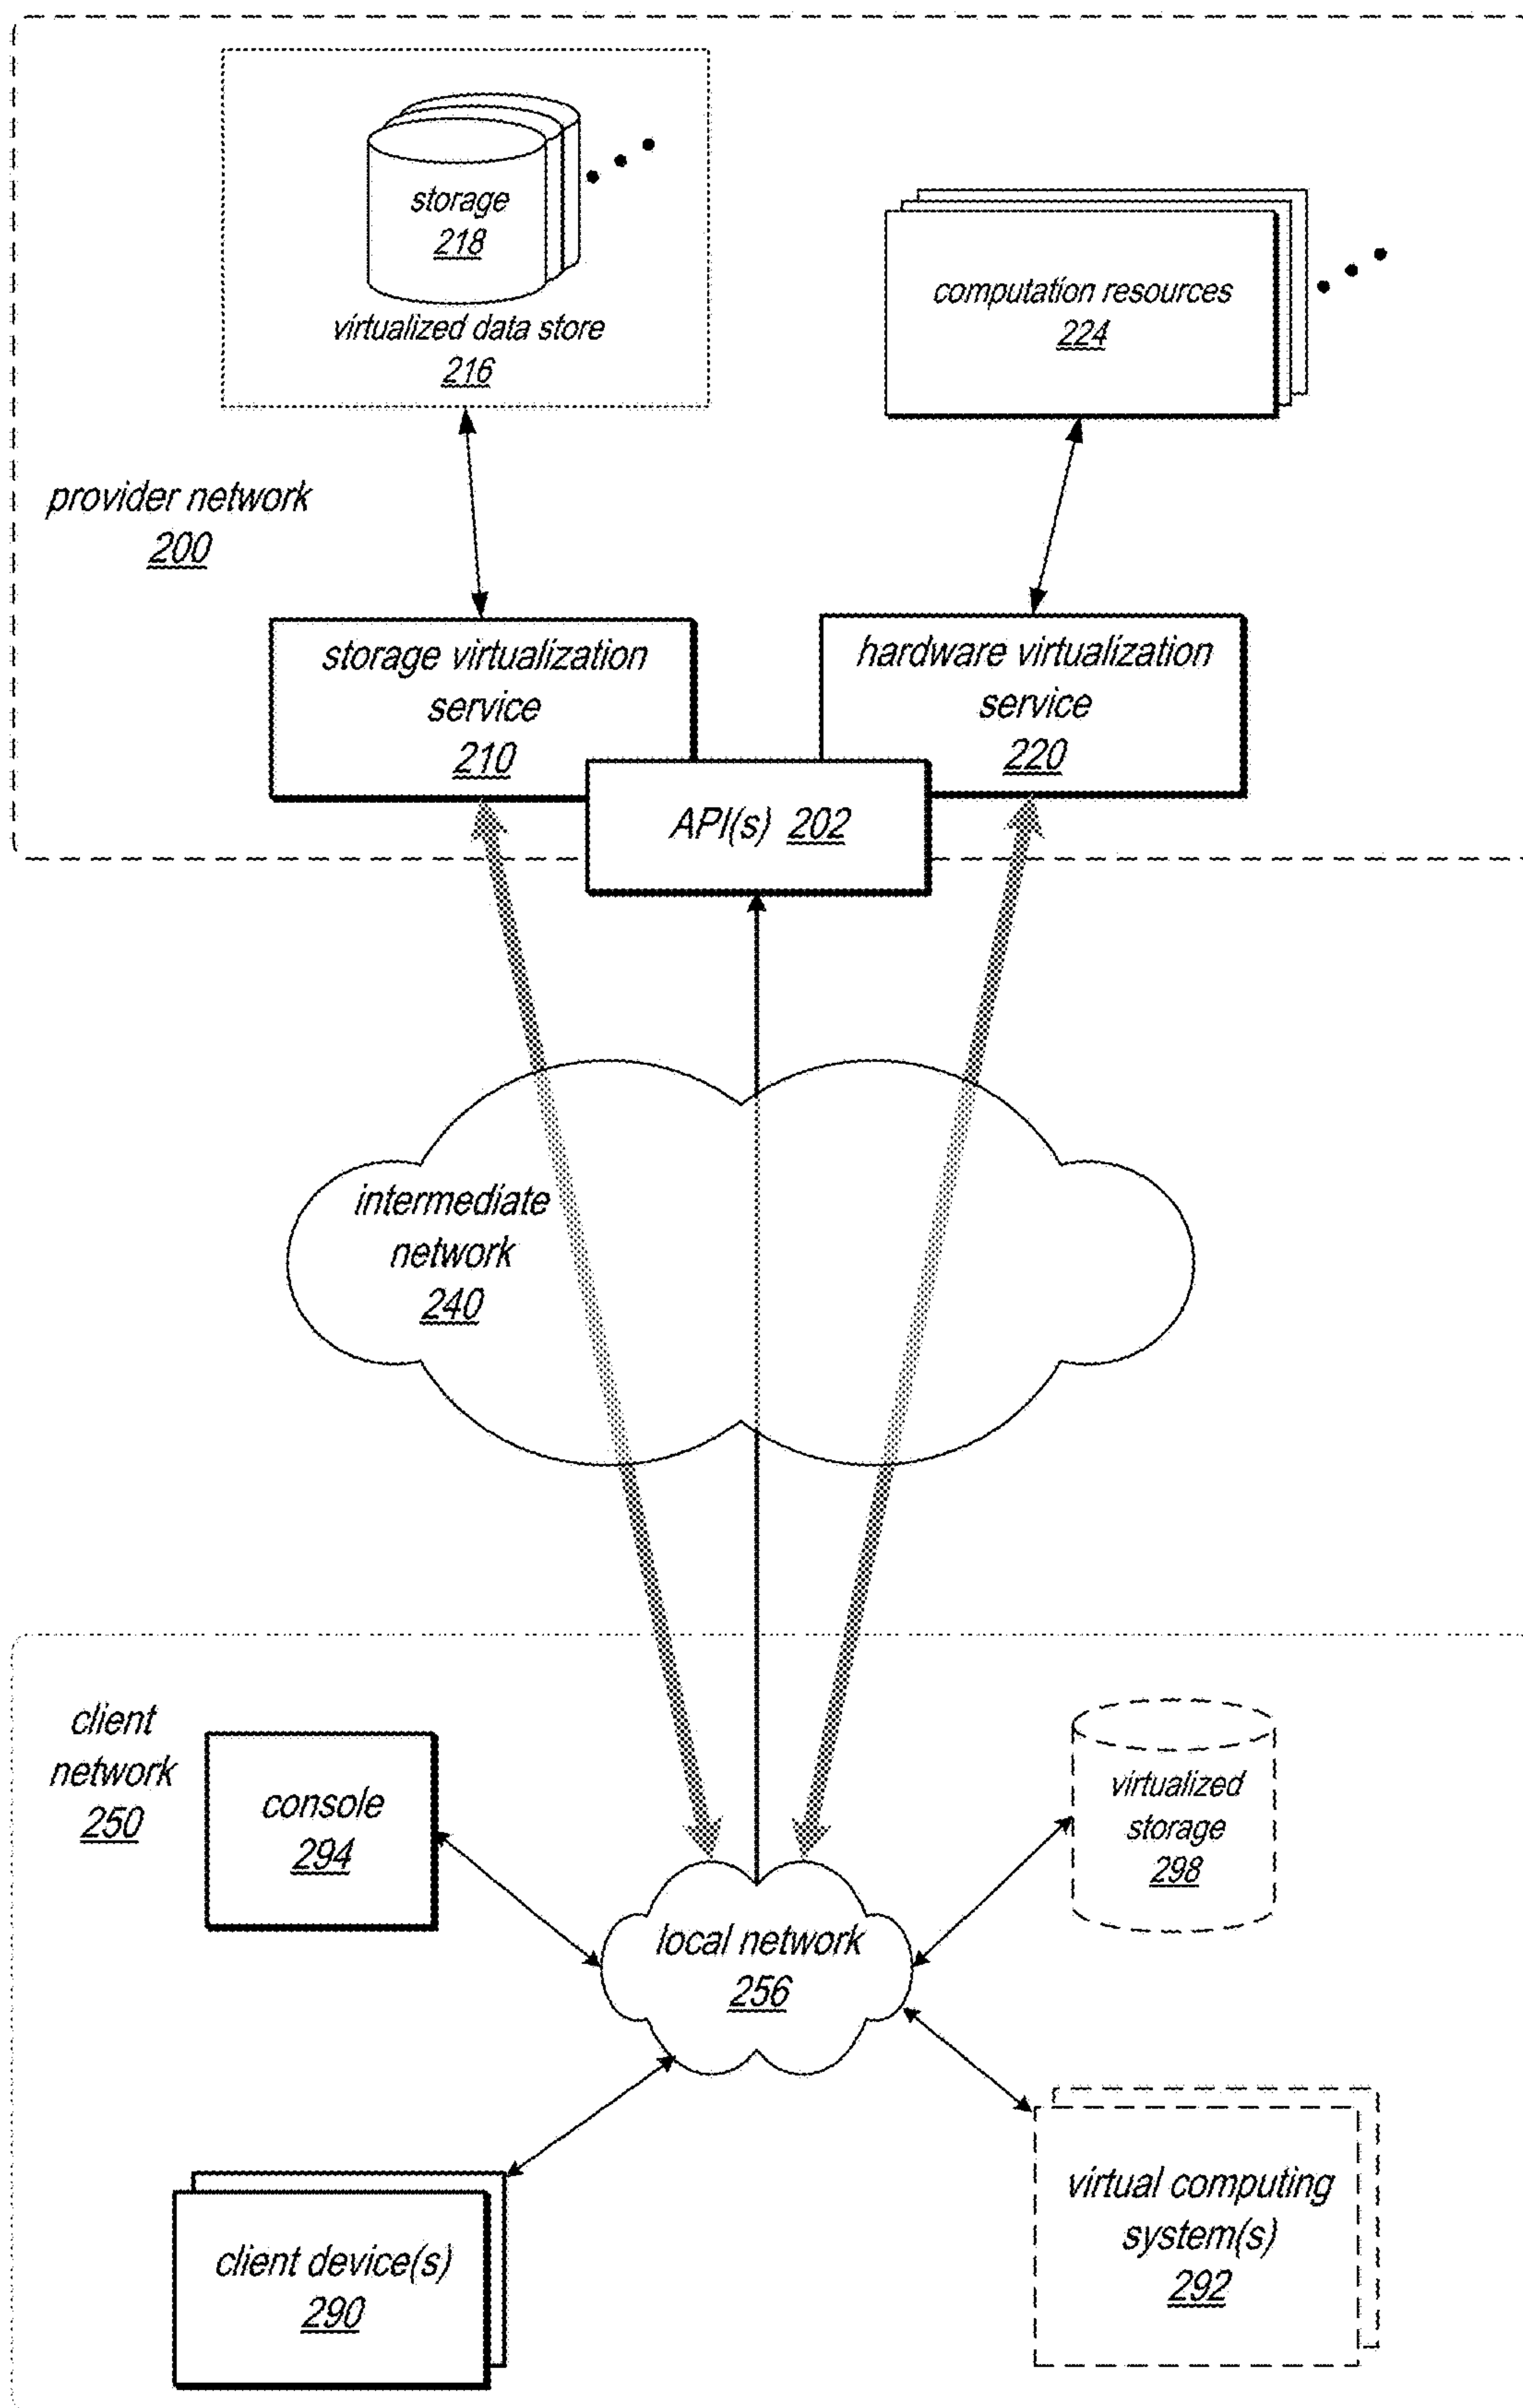 storage
218
virtualized data store
216
computation resources
224
provider network
200
storage virtualization
service
210
hardware virtualization
service
220
API(s) 202
intermediate
network
240
client
network
250
console
294
virtualized
storage
298
local network
256
client device(s)
290
virtual computing
system(s)
292